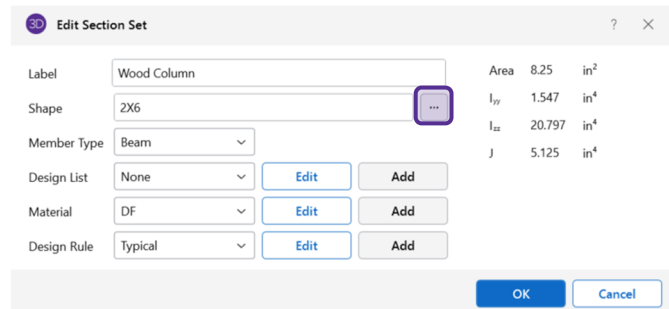 3D Edit Section Set ? ×
Label Wood Column Area 8.25 in²
Shape 2X6 ... Iyy 1.547 in⁴
Izz 20.797 in⁴
Member Type Beam J 5.125 in⁴
Design List None Edit Add
Material DF Edit Add
Design Rule Typical Edit Add
OK Cancel